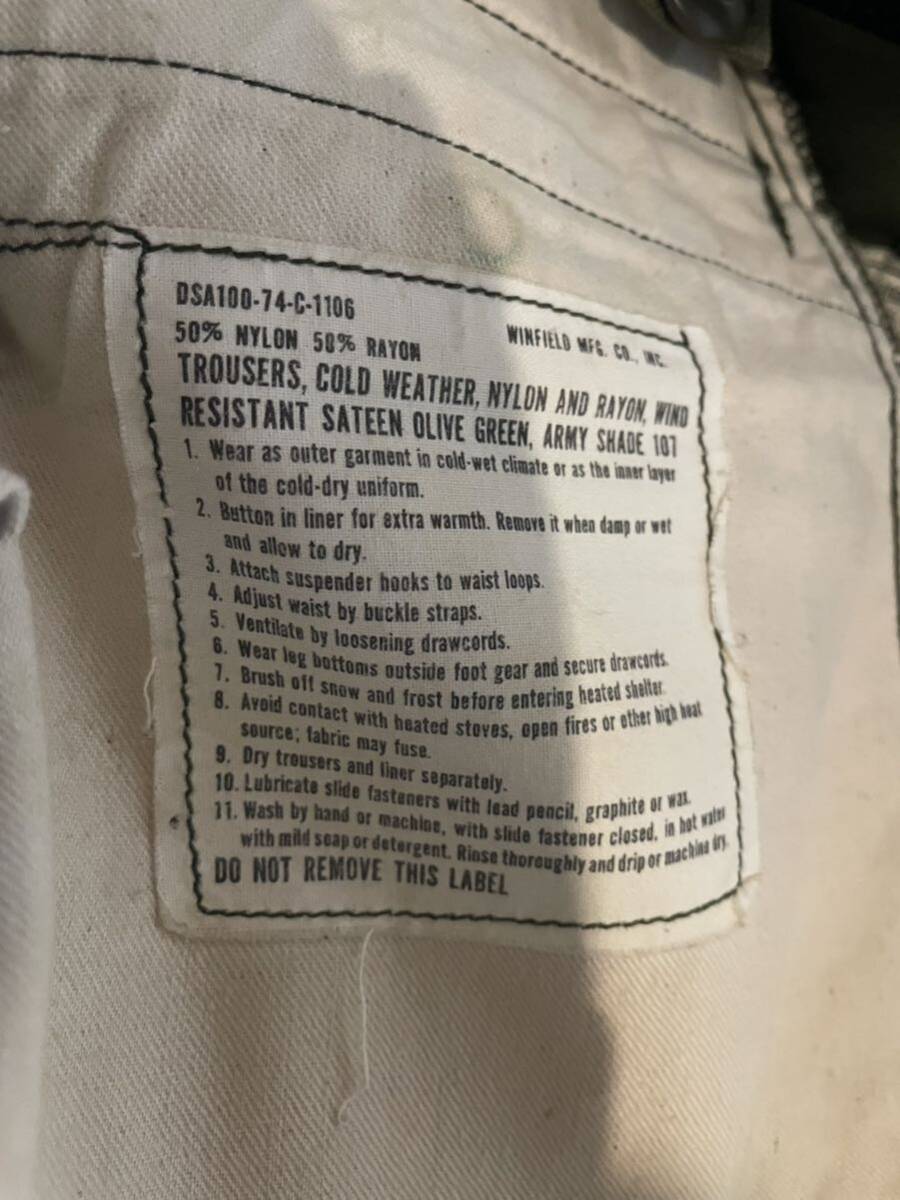 DSA100-74-C-1106
50% NYLON 50% RAYON WINFIELD MFG. CO., INC.
TROUSERS, COLD WEATHER, NYLON AND RAYON, WIND
RESISTANT SATEEN OLIVE GREEN, ARMY SHADE 107
1. Wear as outer garment in cold-wet climate or as the inner layer
of the cold-dry uniform.
2. Button in liner for extra warmth. Remove it when damp or wet
and allow to dry.
3. Attach suspender hooks to waist loops.
4. Adjust waist by buckle straps.
5. Ventilate by loosening drawcords.
6. Wear leg bottoms outside foot gear and secure drawcords.
7. Brush off snow and frost before entering heated shelter
8. Avoid contact with heated stoves, open fires or other high heat
source; fabric may fuse.
9. Dry trousers and liner separately.
10. Lubricate slide fasteners with lead pencil, graphite or wax.
11. Wash by hand or machine, with slide fastener closed, in hot water
with mild soap or detergent. Rinse thoroughly and drip or machine dry.
DO NOT REMOVE THIS LABEL